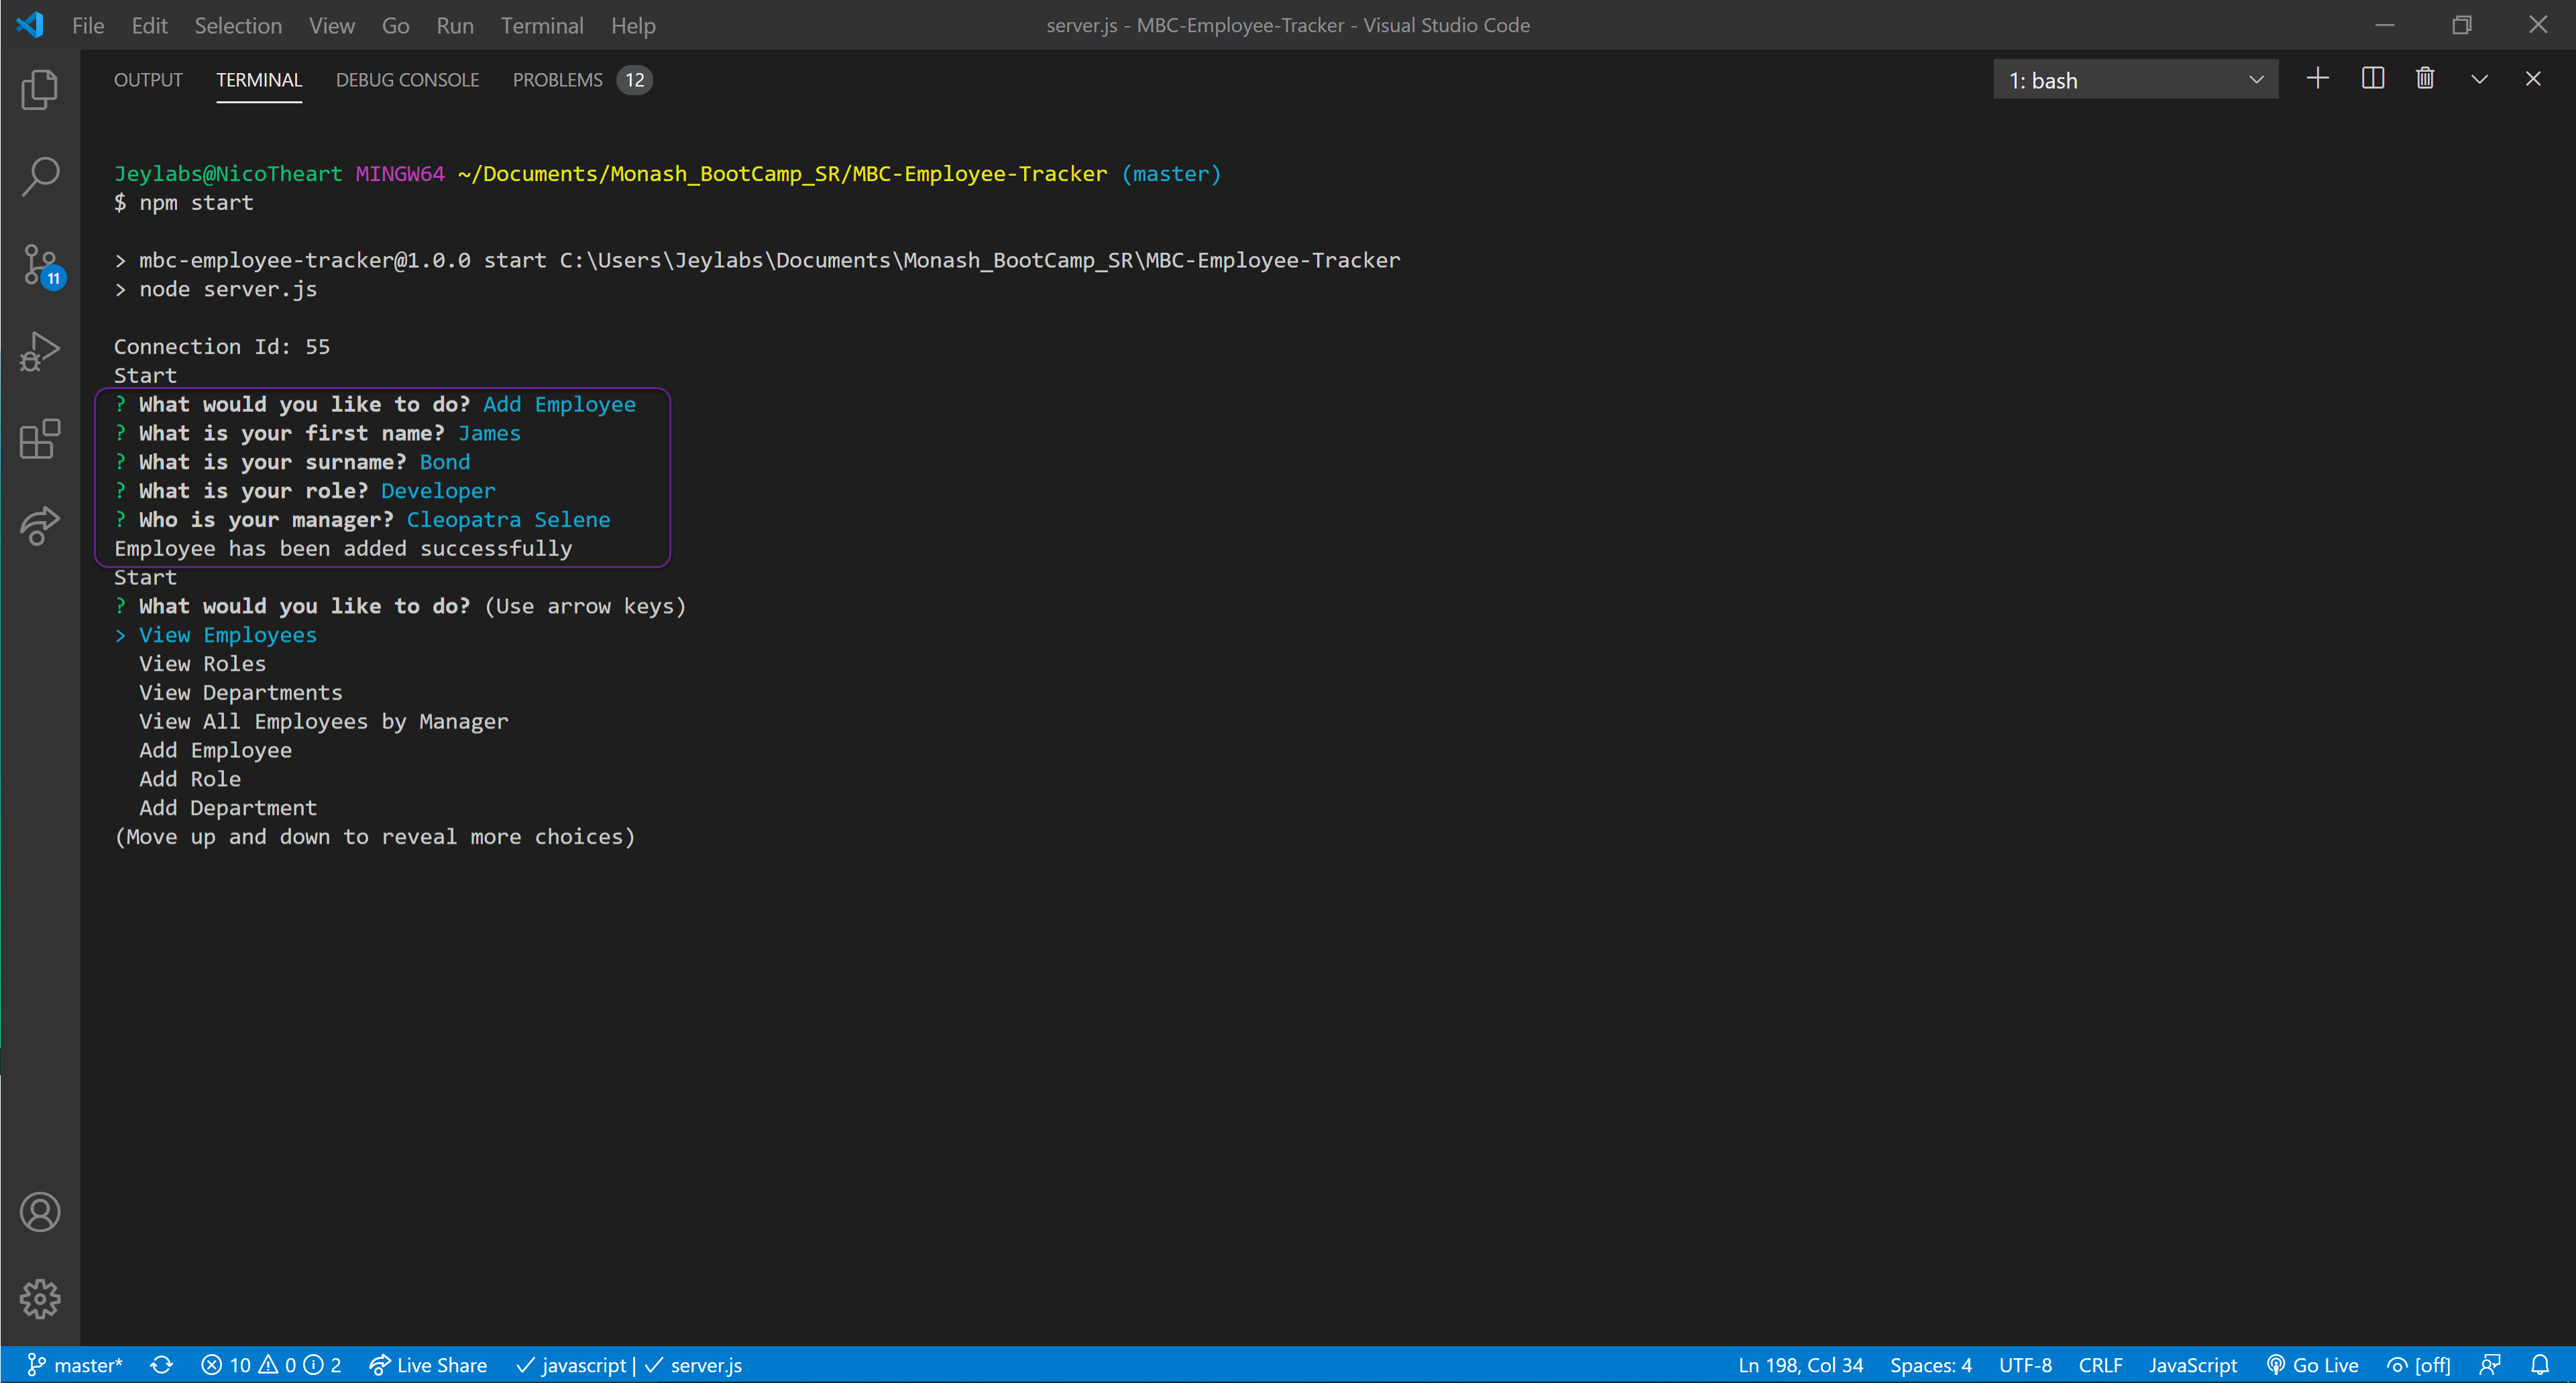 File Edit Selection View Go Run Terminal Help server.js - MBC-Employee-Tracker - Visual Studio Code
OUTPUT TERMINAL DEBUG CONSOLE PROBLEMS 12 1: bash
Jeylabs@NicoTheart MINGW64 ~/Documents/Monash_BootCamp_SR/MBC-Employee-Tracker (master)
$ npm start
> mbc-employee-tracker@1.0.0 start C:\Users\Jeylabs\Documents\Monash_BootCamp_SR\MBC-Employee-Tracker
> node server.js
11
Connection Id: 55
Start
? What would you like to do? Add Employee
? What is your first name? James
? What is your surname? Bond
? What is your role? Developer
? Who is your manager? Cleopatra Selene
Employee has been added successfully
Start
? What would you like to do? (Use arrow keys)
> View Employees
View Roles
View Departments
View All Employees by Manager
Add Employee
Add Role
Add Department
(Move up and down to reveal more choices)
master* 10 0 2 Live Share javascript | server.js Ln 198, Col 34 Spaces: 4 UTF-8 CRLF JavaScript Go Live [off]